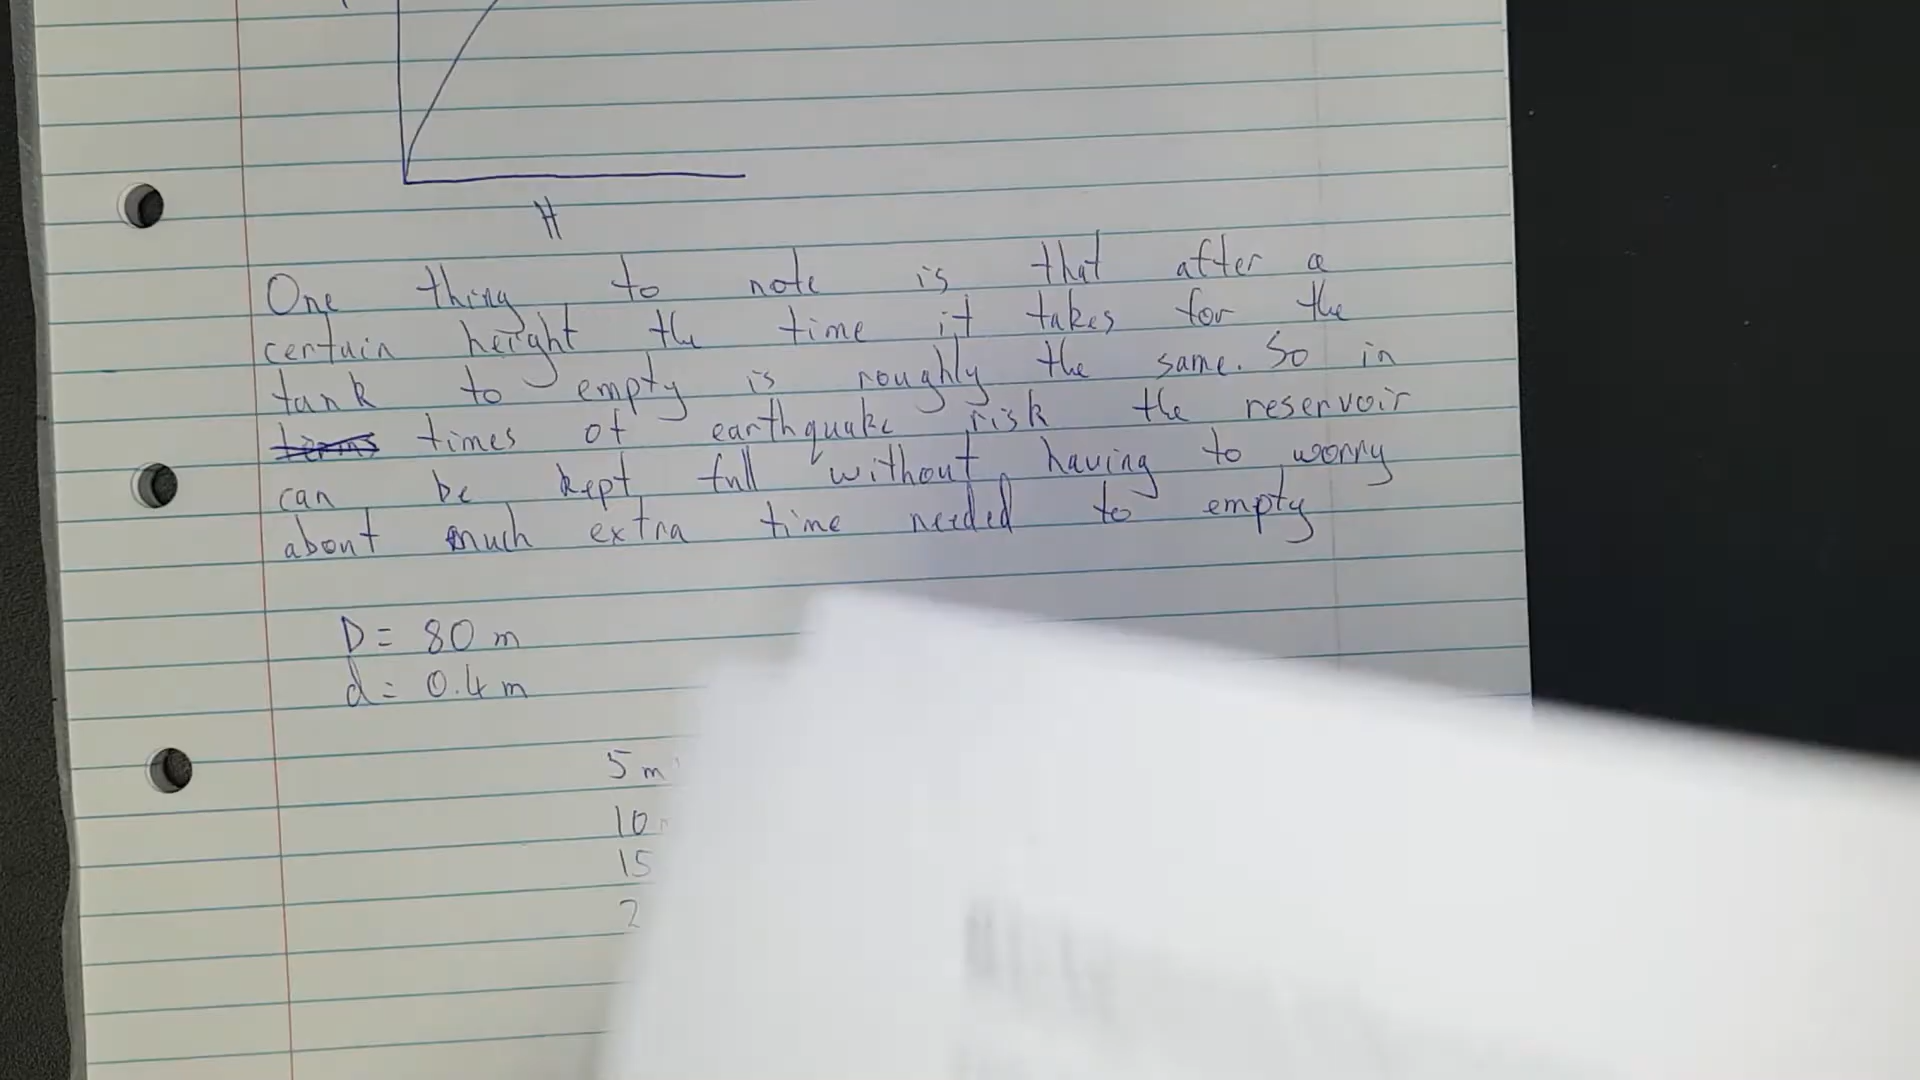 H
One thing to note is that after a
certain height the time it takes for the
tank to empty is roughly the same. So in
terms times of earthquake risk the reservoir
can be kept full without having to worry
about much extra time needed to empty
D = 80 m
d = 0.4 m
5 m
10
15
2